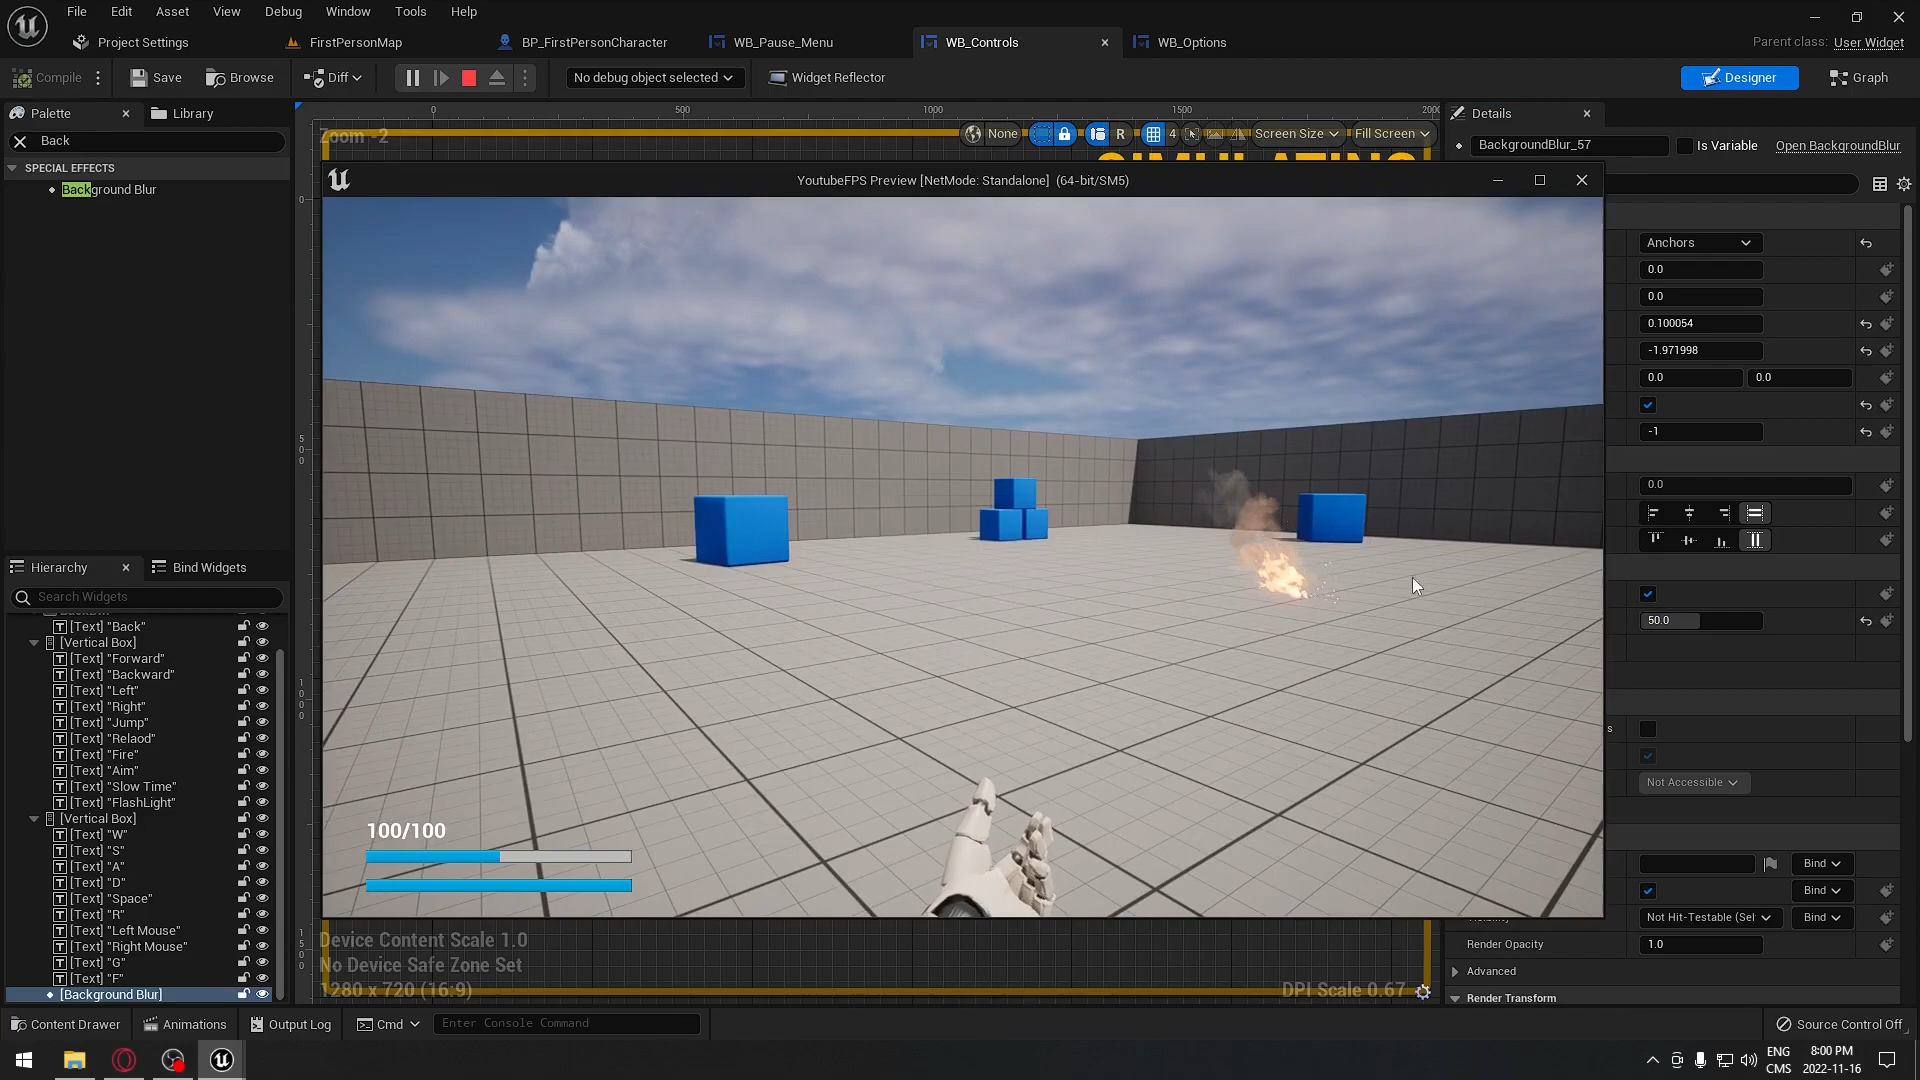 File Edit Asset View Debug Window Tools Help
Project Settings FirstPersonMap BP_FirstPersonCharacter WB_Pause_Menu WB_Controls WB_Options Parent class: User Widget
Compile Save Browse Diff No debug object selected Widget Reflector Designer Graph
Palette Library
Back
SPECIAL EFFECTS
Background Blur
0 500 1000 1500 2000
Zoom -2
None R 4 Screen Size Fill Screen
YoutubeFPS Preview [NetMode: Standalone] (64-bit/SM5)
100/100
Device Content Scale 1.0
No Device Safe Zone Set
1280 x 720 (16:9)
DPI Scale 0.67
Details
BackgroundBlur_57 Is Variable Open BackgroundBlur
Anchors
0.0
0.0
0.100054
-1.971998
0.0 0.0
-1
0.0
50.0
s
Not Accessible
Bind
Bind
Not Hit-Testable (Sel Bind
Render Opacity 1.0
Advanced
Render Transform
Hierarchy Bind Widgets
Search Widgets
[Text] "Back"
[Vertical Box]
[Text] "Forward"
[Text] "Backward"
[Text] "Left"
[Text] "Right"
[Text] "Jump"
[Text] "Relaod"
[Text] "Fire"
[Text] "Aim"
[Text] "Slow Time"
[Text] "FlashLight"
[Vertical Box]
[Text] "W"
[Text] "S"
[Text] "A"
[Text] "D"
[Text] "Space"
[Text] "R"
[Text] "Left Mouse"
[Text] "Right Mouse"
[Text] "G"
[Text] "F"
[Background Blur]
Content Drawer Animations Output Log Cmd Enter Console Command Source Control Off
ENG 8:00 PM
CMS 2022-11-16